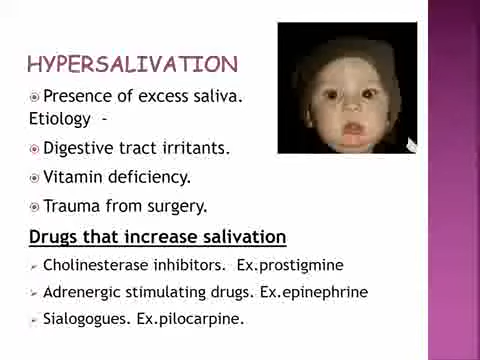 HYPERSALIVATION
Presence of excess saliva.
Etiology -
Digestive tract irritants.
Vitamin deficiency.
Trauma from surgery.
Drugs that increase salivation
Cholinesterase inhibitors. Ex.prostigmine
Adrenergic stimulating drugs. Ex.epinephrine
Sialogogues. Ex.pilocarpine.